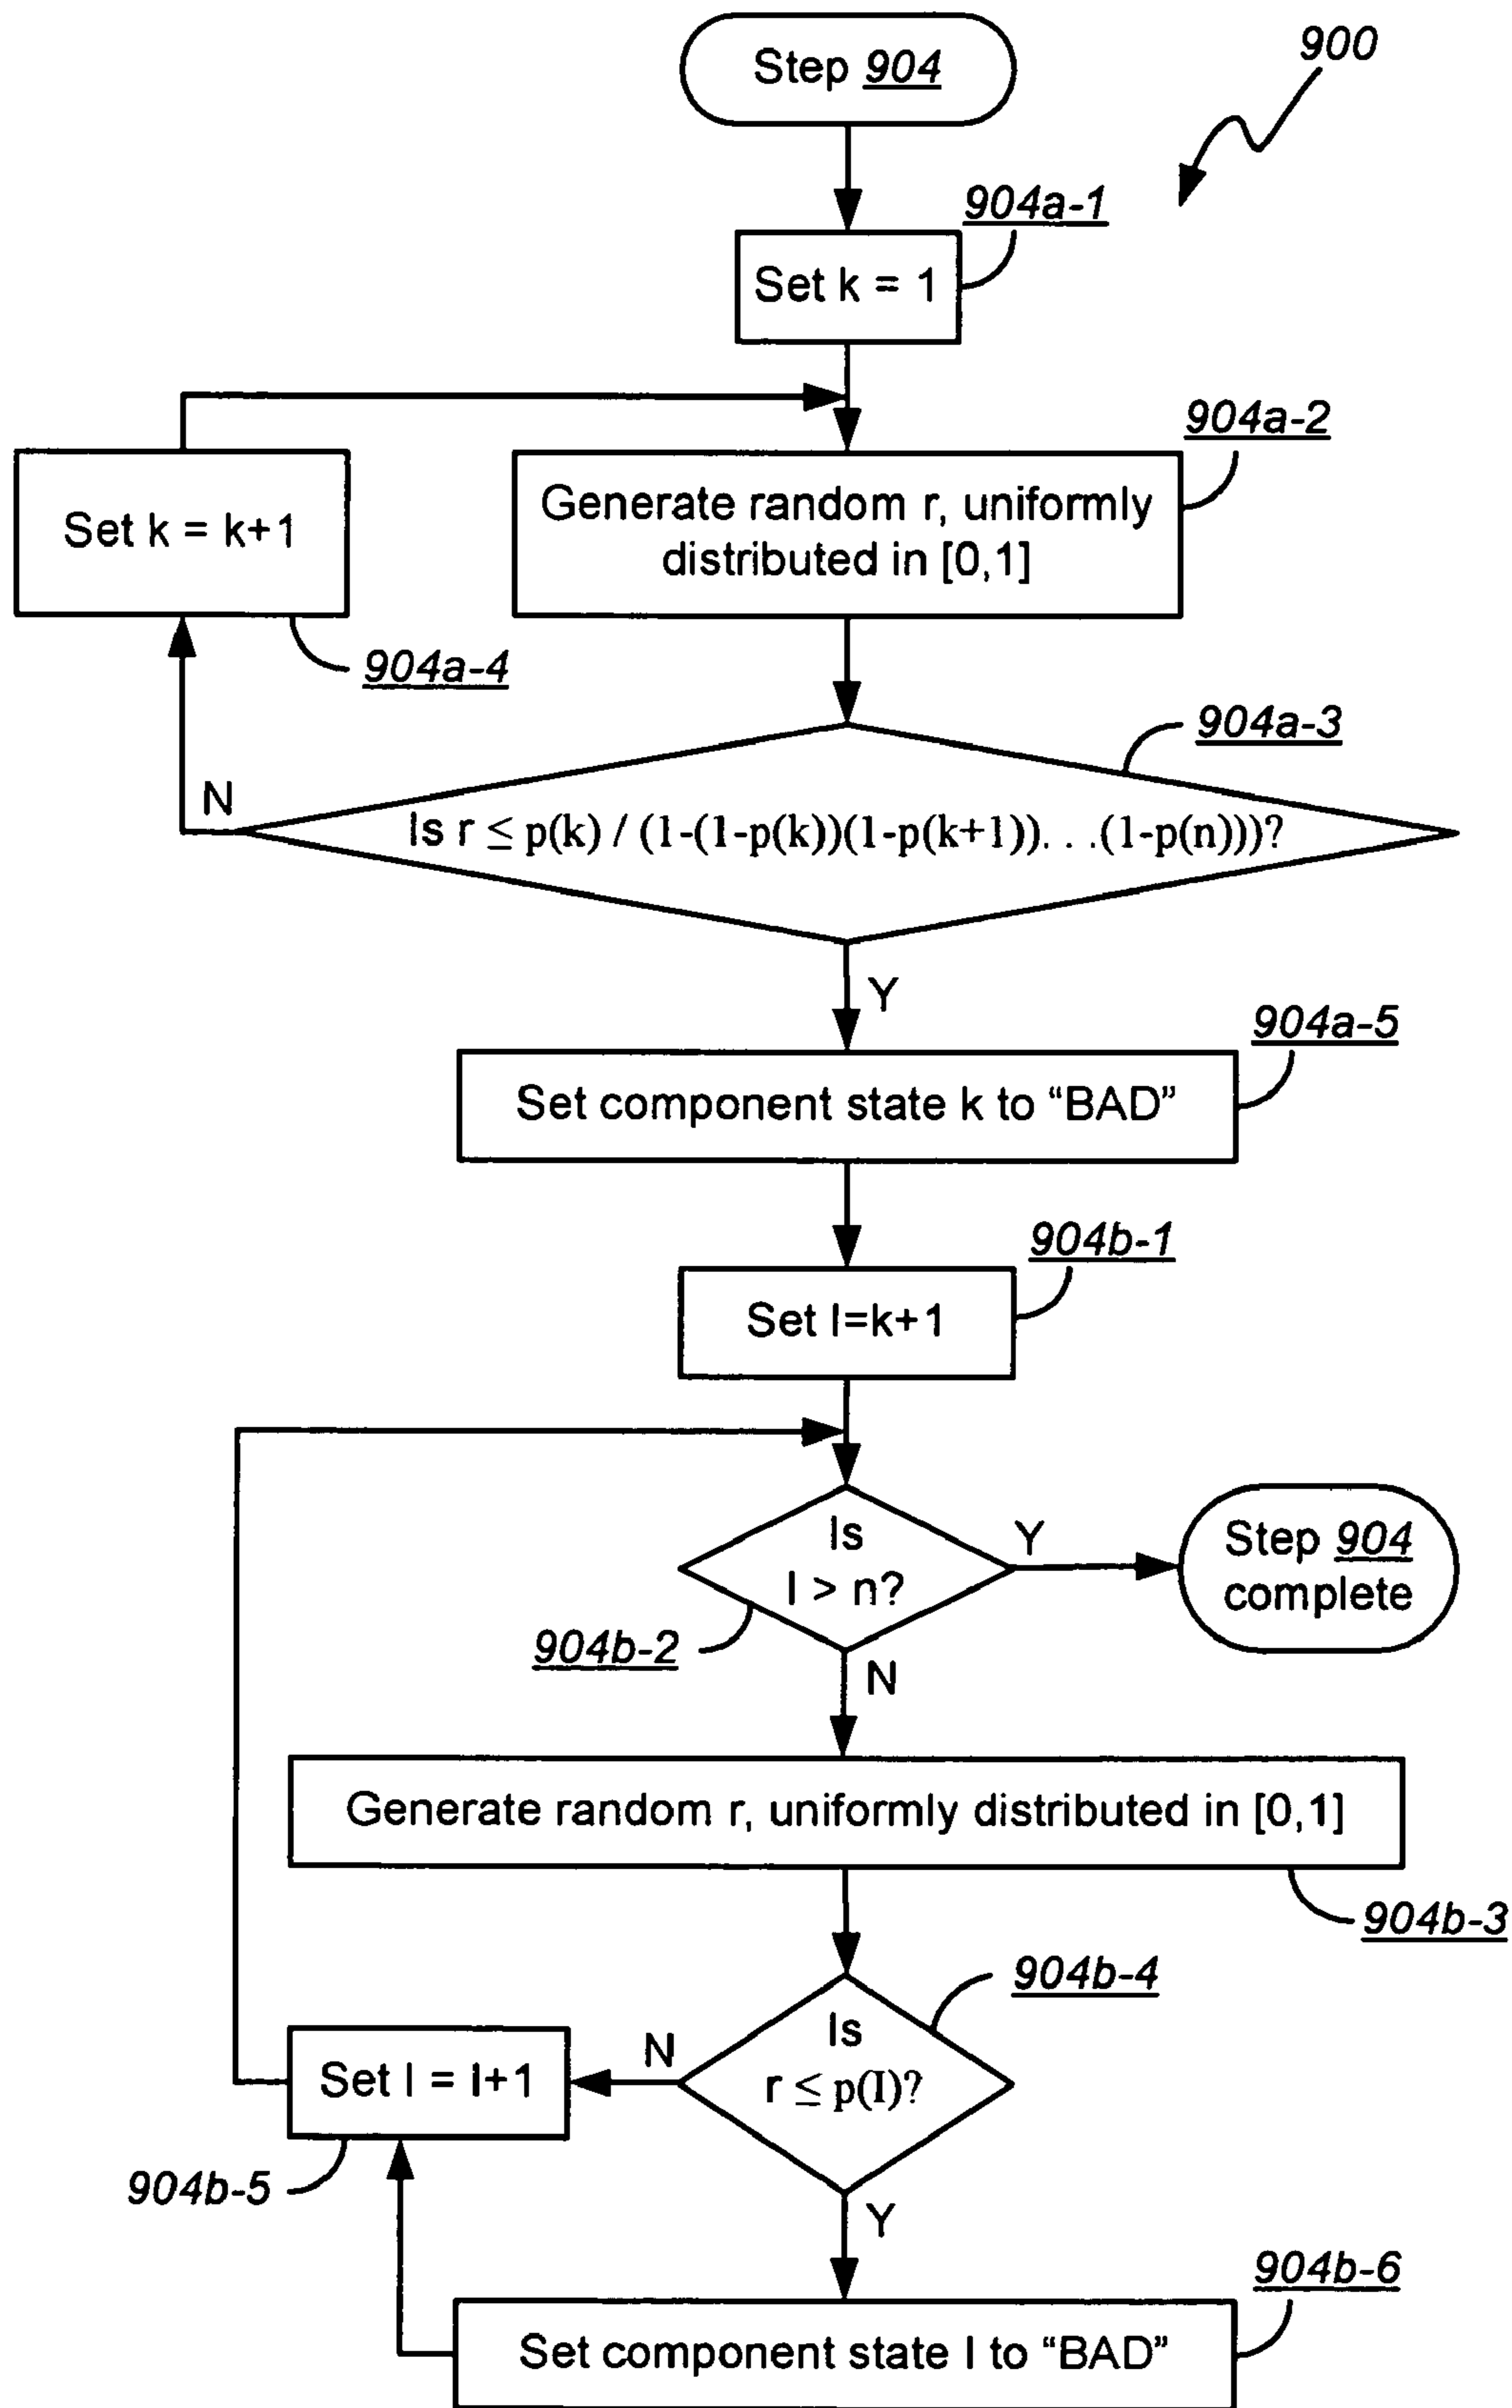 Step 904
900
904a-1
Set k = 1
904a-2
Generate random r, uniformly
distributed in [0,1]
Set k = k+1
904a-4
904a-3
N
Is r ≤ p(k) / (1-(1-p(k))(1-p(k+1)). . .(1-p(n)))?
Y
904a-5
Set component state k to “BAD”
904b-1
Set l=k+1
Is
l > n?
Y
Step 904
complete
904b-2
N
Generate random r, uniformly distributed in [0,1]
904b-3
904b-4
Is
r ≤ p(I)?
N
Set l = l+1
904b-5
Y
904b-6
Set component state l to “BAD”